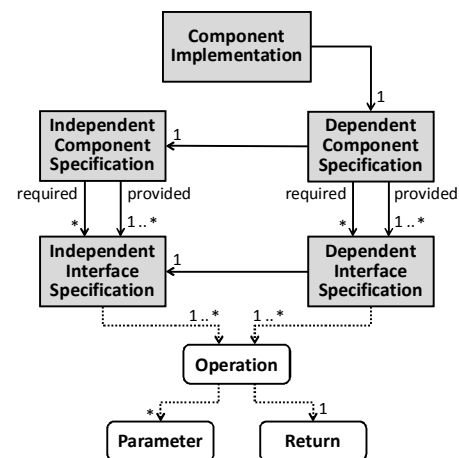 Component
Implementation
1
Independent
Component
Specification
1
Dependent
Component
Specification
required
provided
required
provided
*
1..*
*
1..*
Independent
Interface
Specification
1
Dependent
Interface
Specification
1..*
1..*
Operation
*
1
Parameter
Return